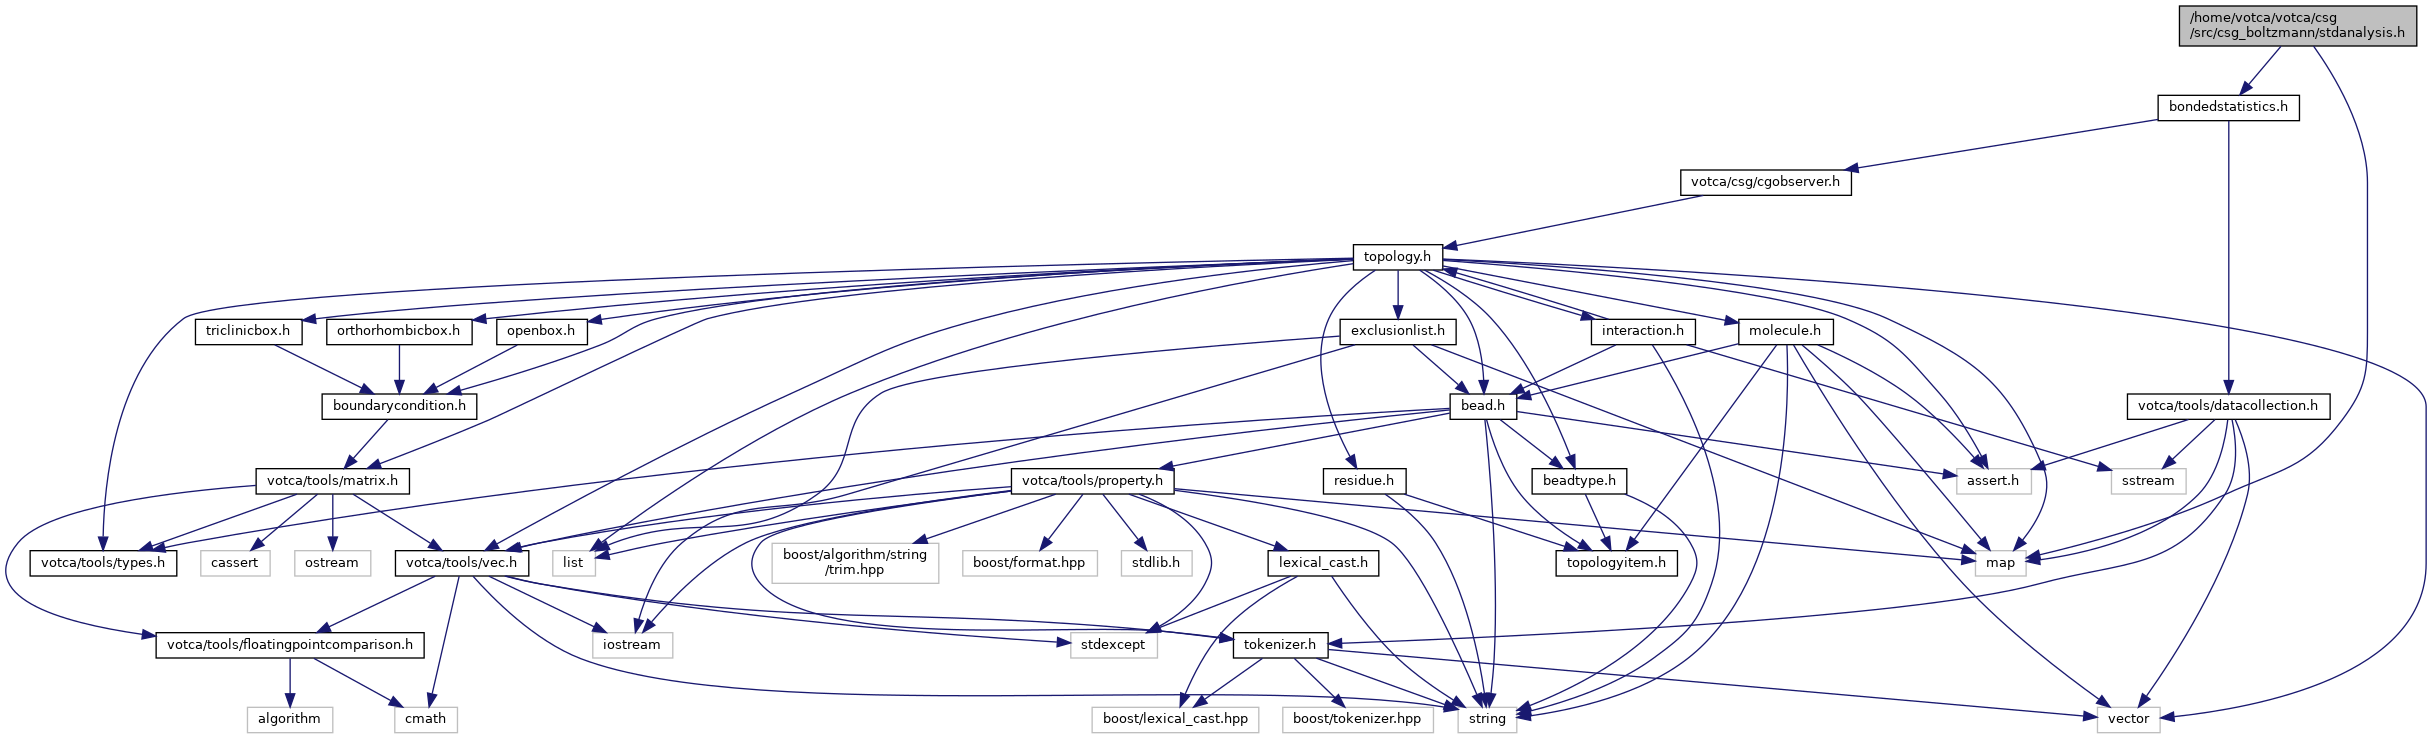 /home/votca/votca/csg
/src/csg_boltzmann/stdanalysis.h
bondedstatistics.h
votca/csg/cgobserver.h
topology.h
triclinicbox.h
orthorhombicbox.h
openbox.h
exclusionlist.h
interaction.h
molecule.h
boundarycondition.h
bead.h
votca/tools/datacollection.h
votca/tools/matrix.h
votca/tools/property.h
residue.h
beadtype.h
assert.h
sstream
votca/tools/types.h
cassert
ostream
votca/tools/vec.h
list
boost/algorithm/string
/trim.hpp
boost/format.hpp
stdlib.h
lexical_cast.h
topologyitem.h
map
votca/tools/floatingpointcomparison.h
iostream
stdexcept
tokenizer.h
algorithm
cmath
boost/lexical_cast.hpp
boost/tokenizer.hpp
string
vector